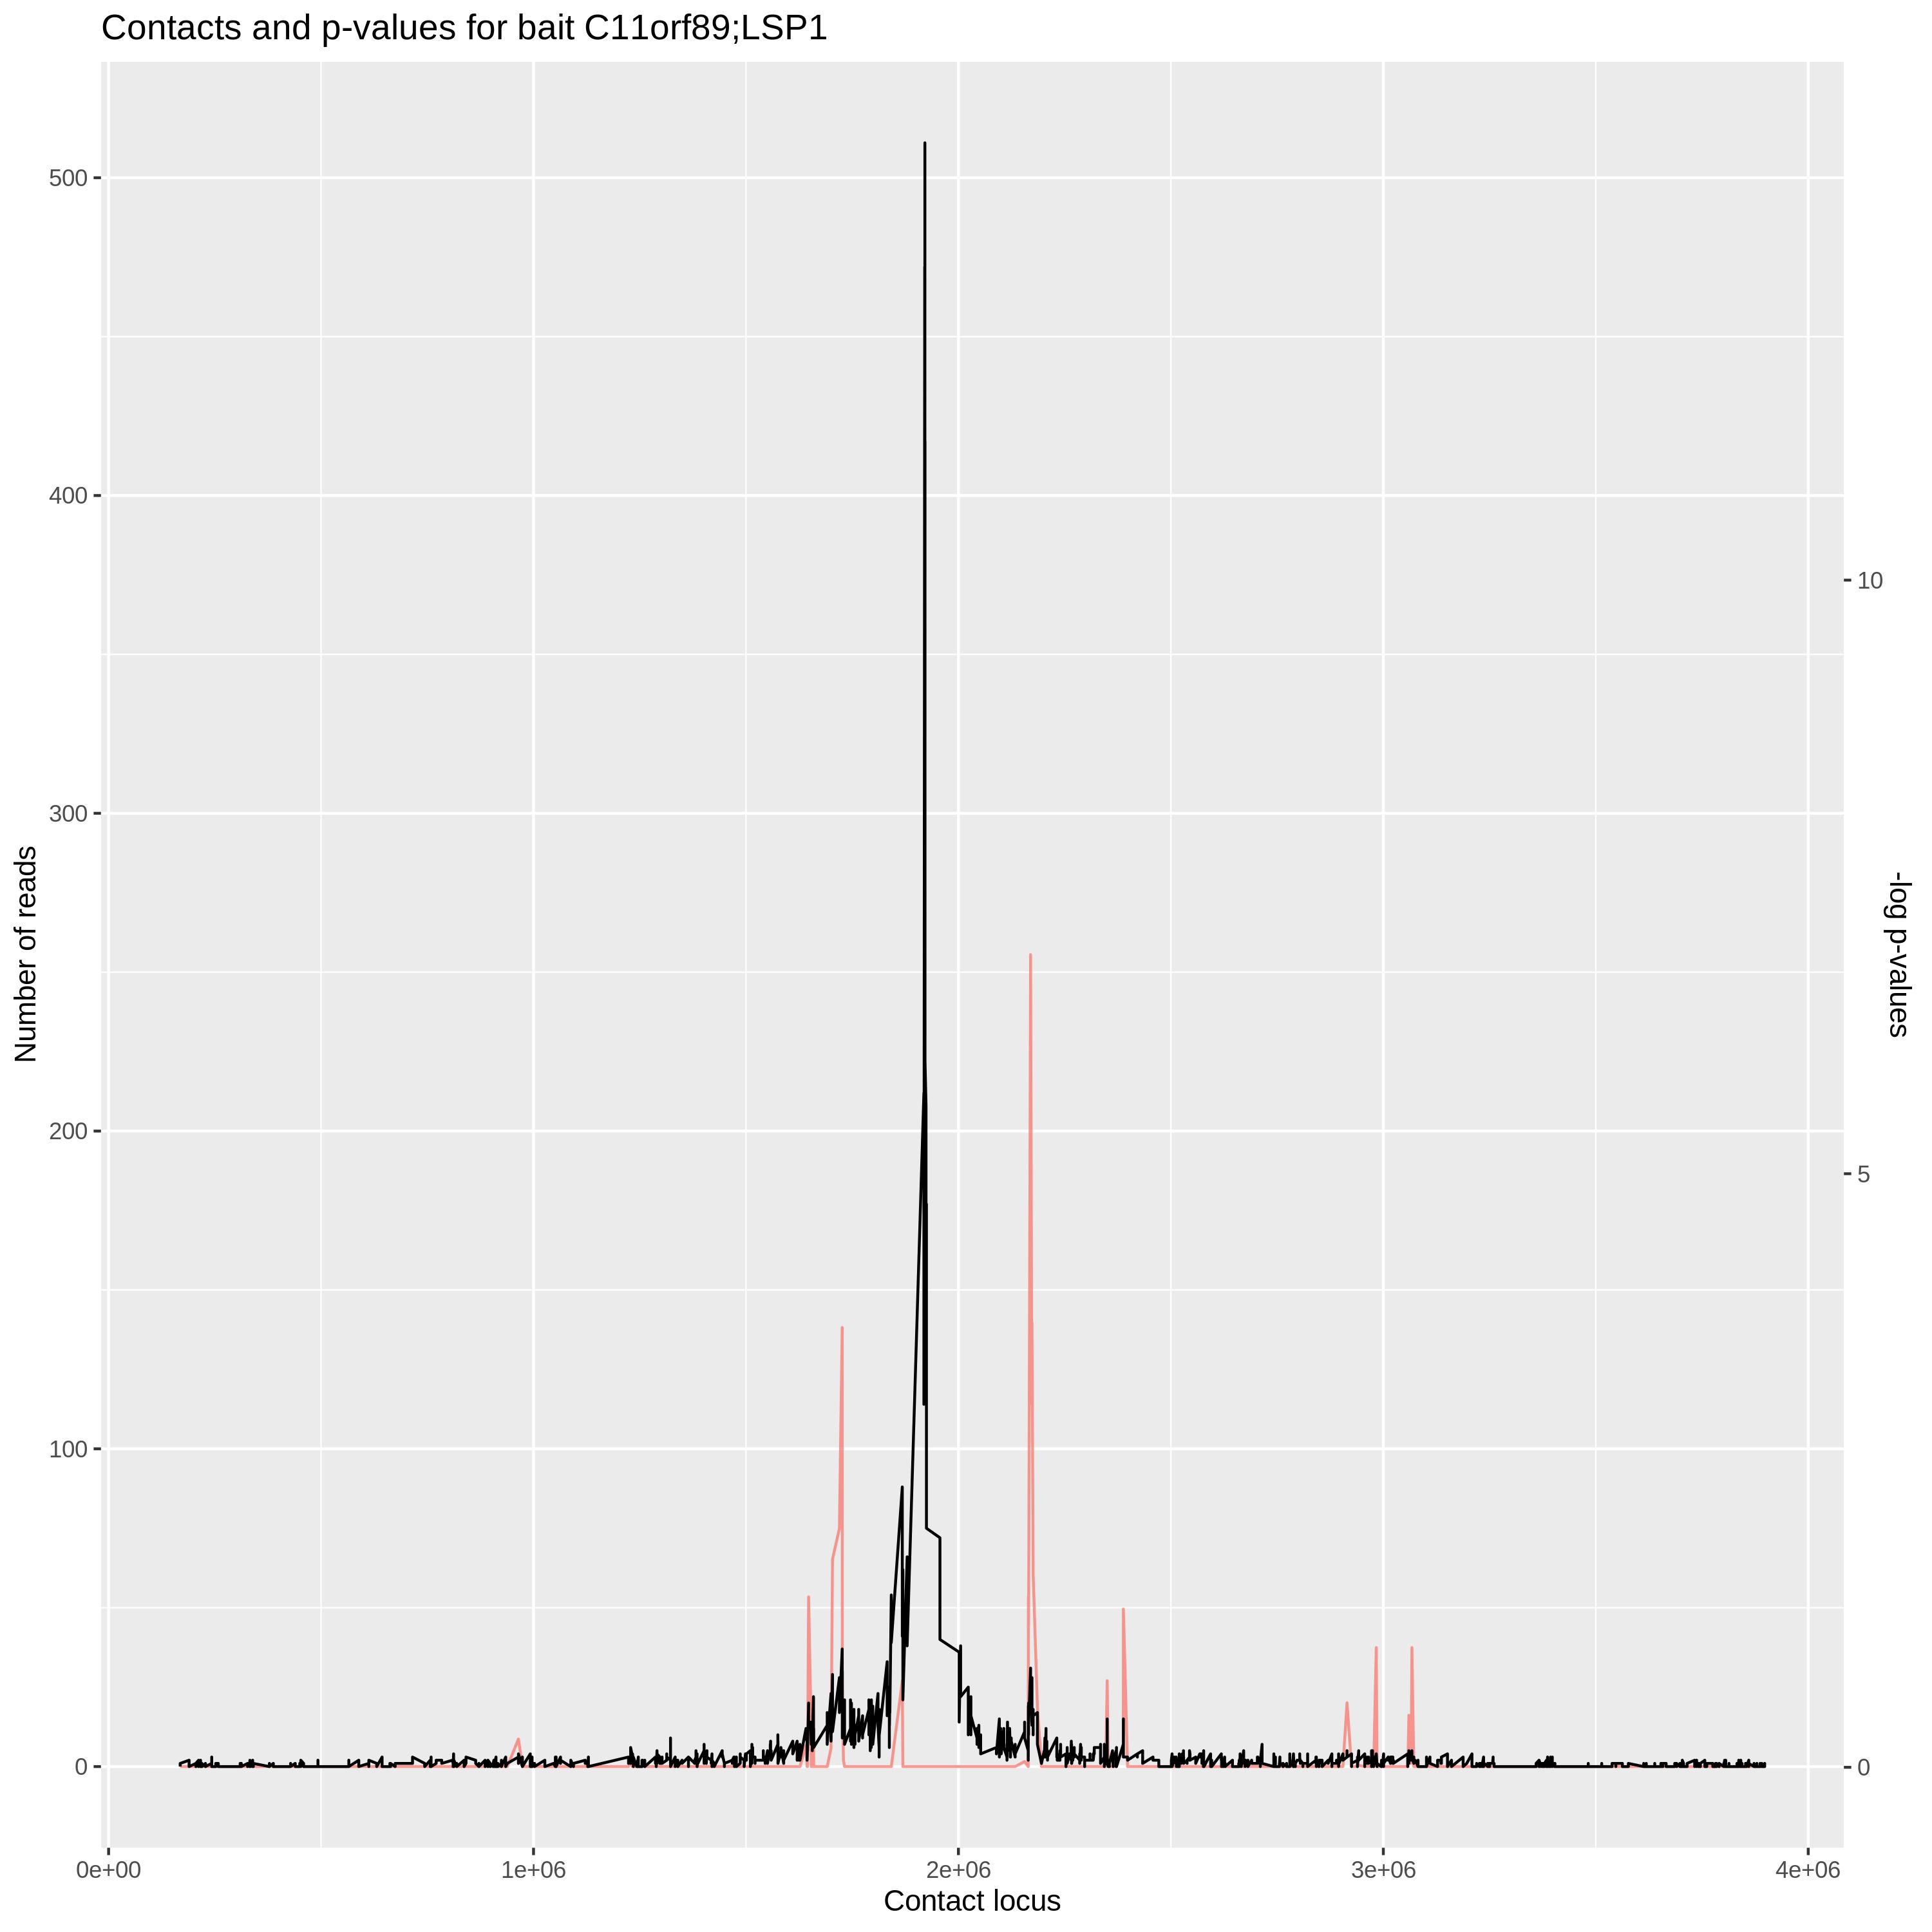 Contacts and p-values for bait C11orf89;LSP1
500
400
300
200
100
0
Number of reads
10
5
0
-log p-values
0e+00 1e+06 2e+06 3e+06 4e+06
Contact locus